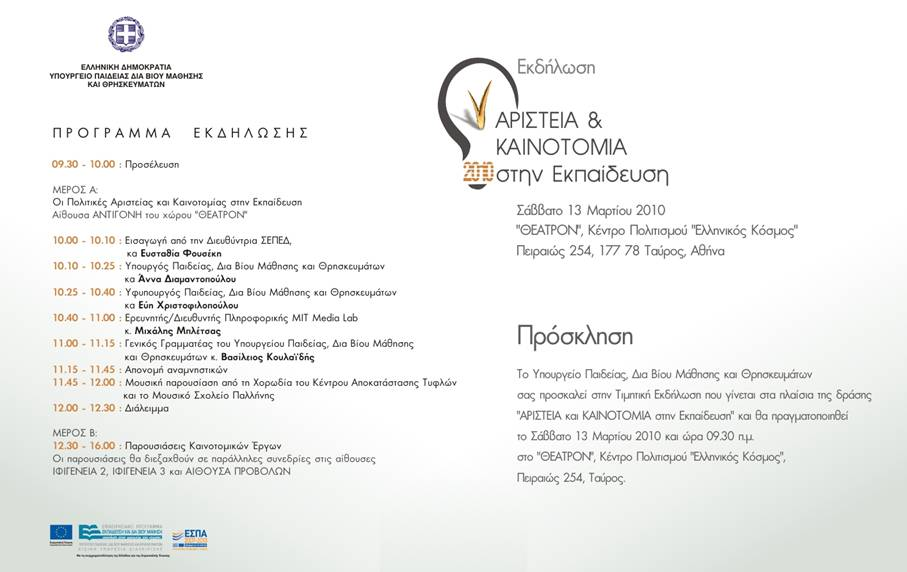 ΕΛΛΗΝΙΚΗ ΔΗΜΟΚΡΑΤΙΑ
ΥΠΟΥΡΓΕΙΟ ΠΑΙΔΕΙΑΣ ΔΙΑ ΒΙΟΥ ΜΑΘΗΣΗΣ
ΚΑΙ ΘΡΗΣΚΕΥΜΑΤΩΝ
ΠΡΟΓΡΑΜΜΑ ΕΚΔΗΛΩΣΗΣ
09.30 - 10.00 : Προσέλευση
ΜΕΡΟΣ Α:
Οι Πολιτικές Αριστείας και Καινοτομίας στην Εκπαίδευση
Αίθουσα ΑΝΤΙΓΟΝΗ του χώρου "ΘΕΑΤΡΟΝ"
10.00 - 10.10 : Εισαγωγή από την Διευθύντρια ΣΕΠΕΔ,
κα Ευσταθία Φουσέκη
10.10 - 10.25 : Υπουργός Παιδείας, Δια Βίου Μάθησης και Θρησκευμάτων
κα Άννα Διαμαντοπούλου
10.25 - 10.40 : Υφυπουργός Παιδείας, Δια Βίου Μάθησης και Θρησκευμάτων
κα Εύη Χριστοφιλοπούλου
10.40 - 11.00 : Ερευνητής/Διευθυντής Πληροφορικής MIT Media Lab
κ. Μιχάλης Μπλέτσας
11.00 - 11.15 : Γενικός Γραμματέας του Υπουργείου Παιδείας, Δια Βίου Μάθησης
και Θρησκευμάτων κ. Βασίλειος Κουλαϊδής
11.15 - 11.45 : Απονομή αναμνηστικών
11.45 - 12.00 : Μουσική παρουσίαση από τη Χορωδία του Κέντρου Αποκατάστασης Τυφλών
και το Μουσικό Σχολείο Παλλήνης
12.00 - 12.30 : Διάλειμμα
ΜΕΡΟΣ Β:
12.30 - 16.00 : Παρουσιάσεις Καινοτομικών Έργων
Οι παρουσιάσεις θα διεξαχθούν σε παράλληλες συνεδρίες στις αίθουσες
ΙΦΙΓΕΝΕΙΑ 2, ΙΦΙΓΕΝΕΙΑ 3 και ΑΙΘΟΥΣΑ ΠΡΟΒΟΛΩΝ
ΕΣΠΑ
Εκδήλωση
ΑΡΙΣΤΕΙΑ &
ΚΑΙΝΟΤΟΜΙΑ
2010 στην Εκπαίδευση
Σάββατο 13 Μαρτίου 2010
"ΘΕΑΤΡΟΝ", Κέντρο Πολιτισμού "Ελληνικός Κόσμος"
Πειραιώς 254, 177 78 Ταύρος, Αθήνα
Πρόσκληση
Το Υπουργείο Παιδείας, Δια Βίου Μάθησης και Θρησκευμάτων
σας προσκαλεί στην Τιμητική Εκδήλωση που γίνεται στα πλαίσια της δράσης
"ΑΡΙΣΤΕΙΑ και ΚΑΙΝΟΤΟΜΙΑ στην Εκπαίδευση" και θα πραγματοποιηθεί
το Σάββατο 13 Μαρτίου 2010 και ώρα 09.30 π.μ.
στο "ΘΕΑΤΡΟΝ", Κέντρο Πολιτισμού "Ελληνικός Κόσμος",
Πειραιώς 254, Ταύρος.